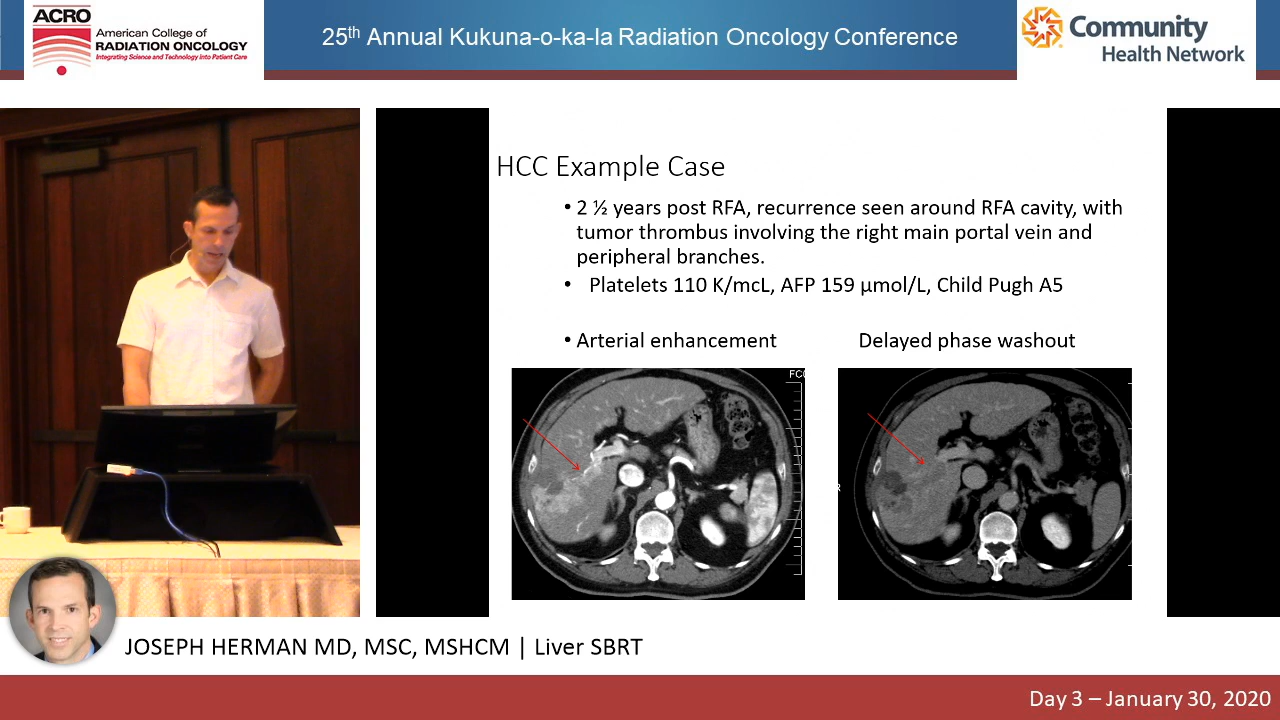 ACRO
American College of
RADIATION ONCOLOGY
Integrating Science and Technology Into Patient Care
25th Annual Kukuna-o-ka-la Radiation Oncology Conference
Community
Health Network
HCC Example Case
• 2 ½ years post RFA, recurrence seen around RFA cavity, with
tumor thrombus involving the right main portal vein and
peripheral branches.
• Platelets 110 K/mcL, AFP 159 µmol/L, Child Pugh A5
• Arterial enhancement
Delayed phase washout
FCC
R
JOSEPH HERMAN MD, MSC, MSHCM | Liver SBRT
Day 3 – January 30, 2020